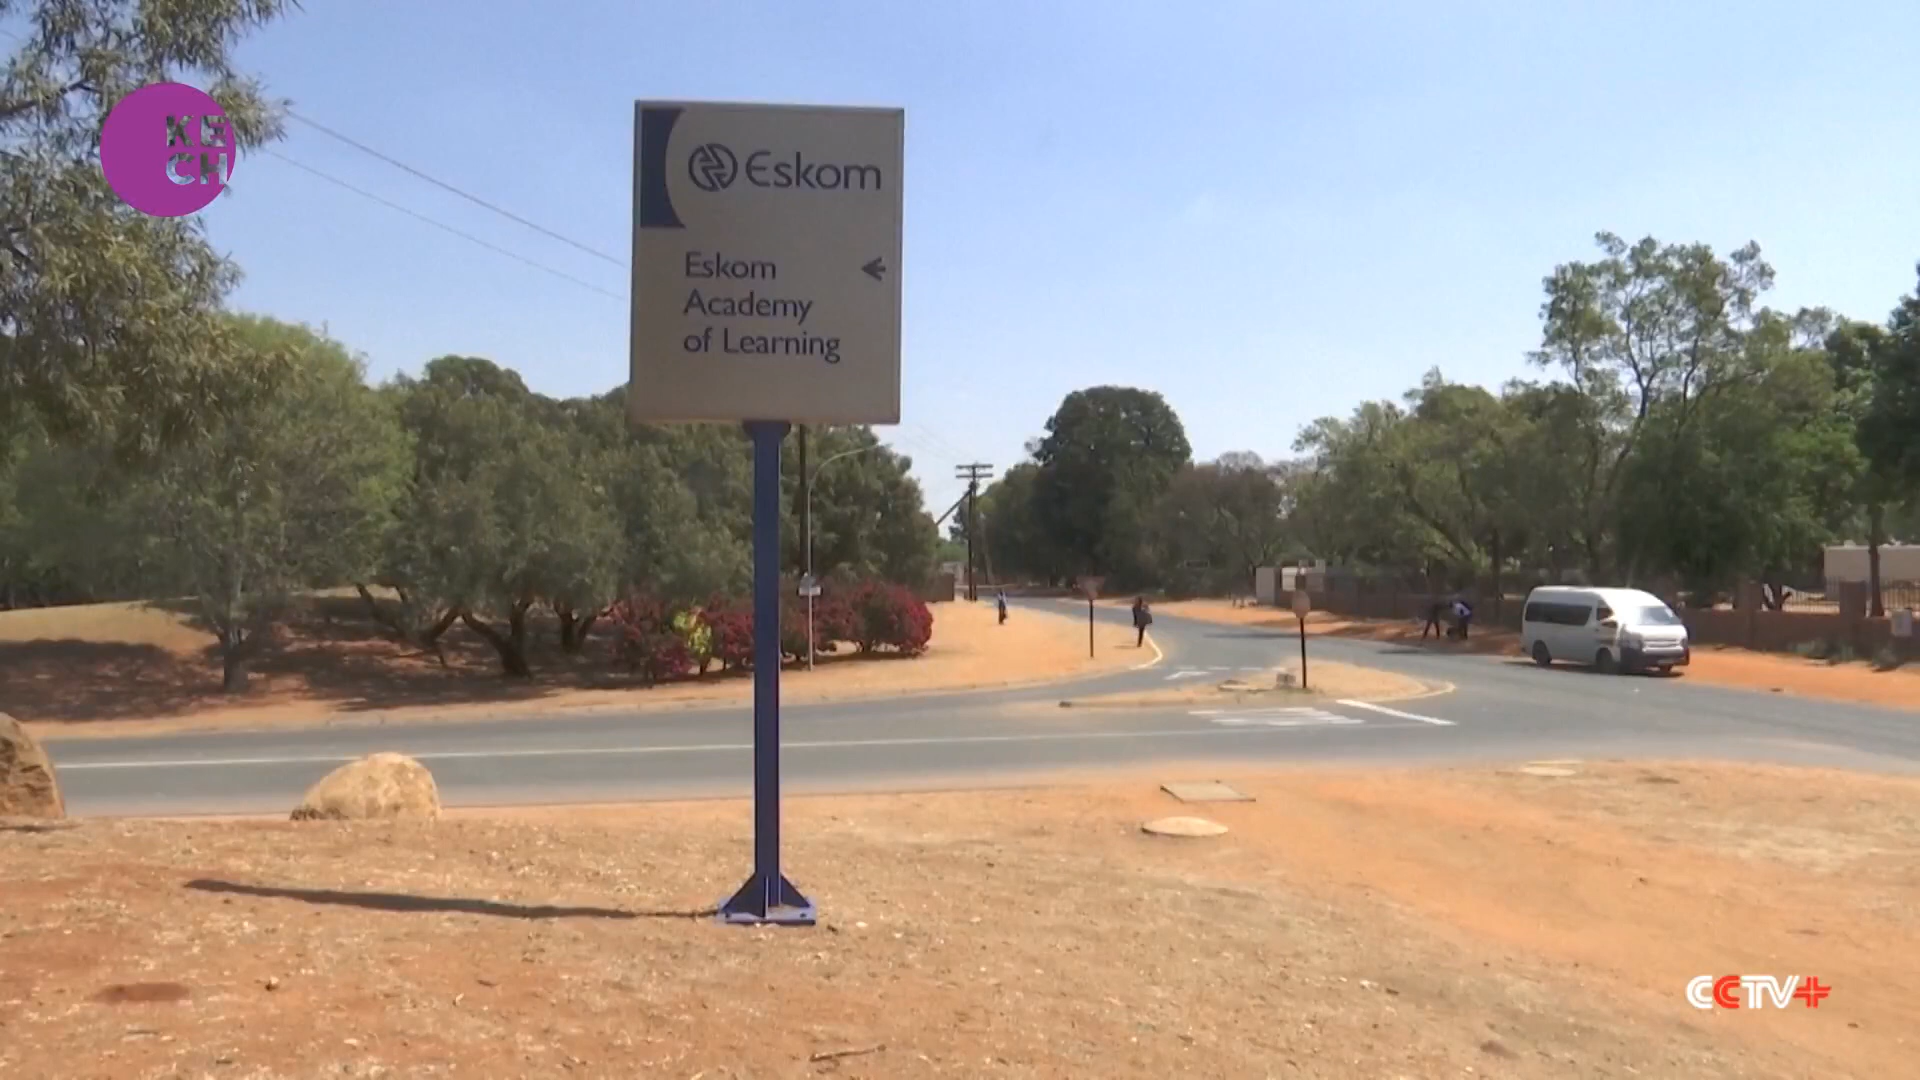 KE
CH
Eskom
Eskom
Academy
of Learning
CCTV+